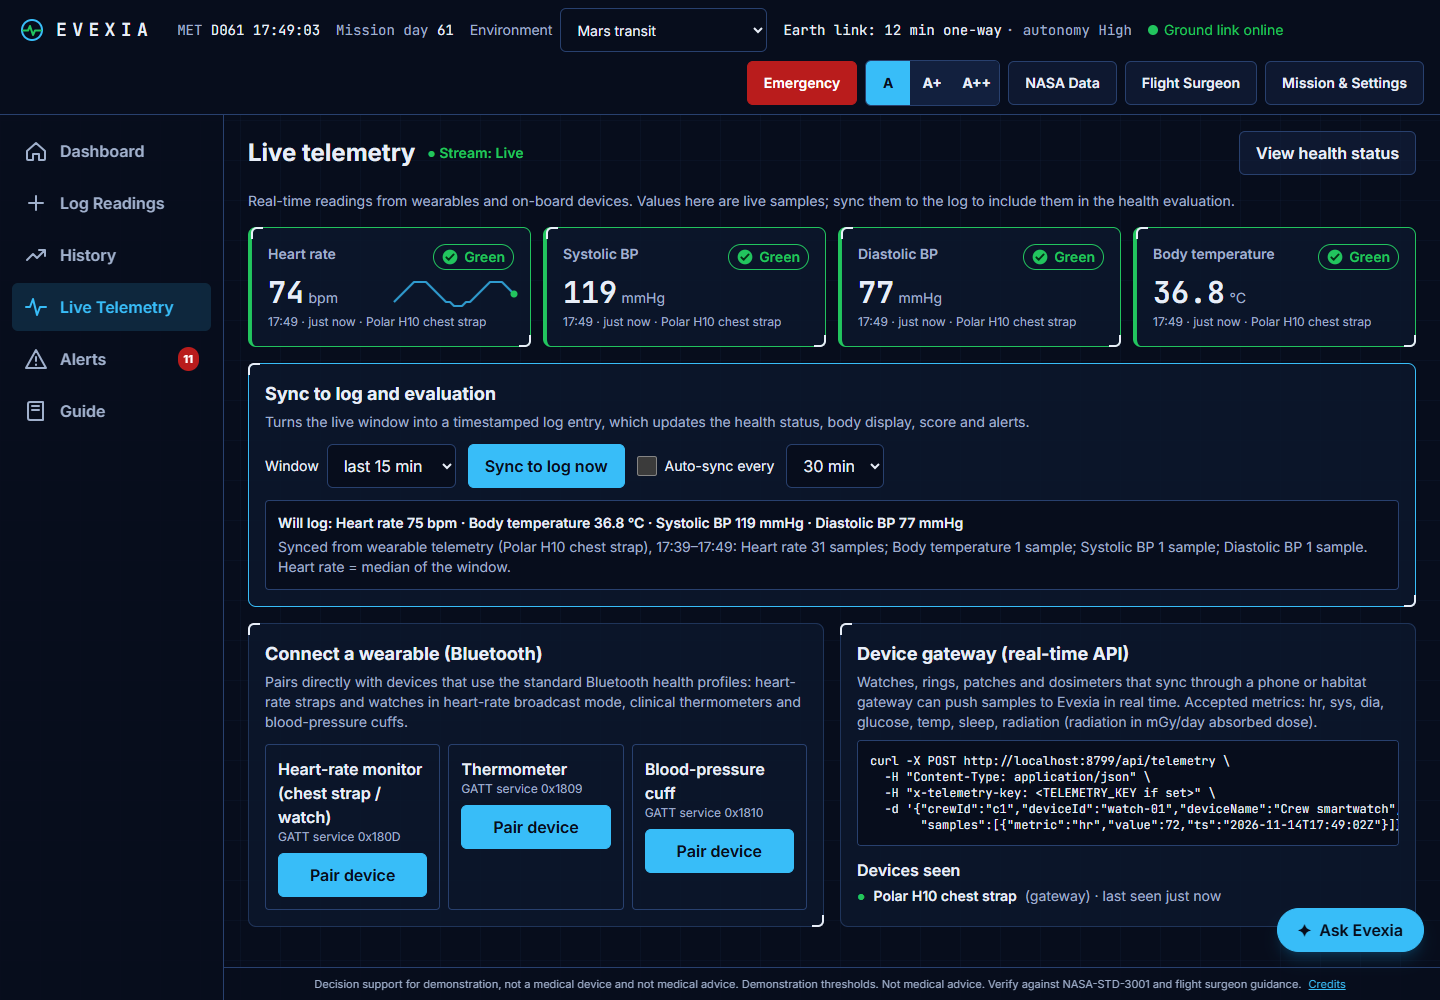 EVEXIA
MET D061 17:49:03 Mission day 61 Environment Mars transit Earth link: 12 min one-way · autonomy High Ground link online
Emergency A A+ A++ NASA Data Flight Surgeon Mission & Settings
Dashboard
Log Readings
History
Live Telemetry
Alerts 11
Guide
Live telemetry Stream: Live View health status
Real-time readings from wearables and on-board devices. Values here are live samples; sync them to the log to include them in the health evaluation.
Heart rate Green
74 bpm
17:49 · just now · Polar H10 chest strap
Systolic BP Green
119 mmHg
17:49 · just now · Polar H10 chest strap
Diastolic BP Green
77 mmHg
17:49 · just now · Polar H10 chest strap
Body temperature Green
36.8 °C
17:49 · just now · Polar H10 chest strap
Sync to log and evaluation
Turns the live window into a timestamped log entry, which updates the health status, body display, score and alerts.
Window last 15 min Sync to log now Auto-sync every 30 min
Will log: Heart rate 75 bpm · Body temperature 36.8 °C · Systolic BP 119 mmHg · Diastolic BP 77 mmHg
Synced from wearable telemetry (Polar H10 chest strap), 17:39–17:49: Heart rate 31 samples; Body temperature 1 sample; Systolic BP 1 sample; Diastolic BP 1 sample.
Heart rate = median of the window.
Connect a wearable (Bluetooth)
Pairs directly with devices that use the standard Bluetooth health profiles: heart-
rate straps and watches in heart-rate broadcast mode, clinical thermometers and
blood-pressure cuffs.
Heart-rate monitor
(chest strap /
watch)
GATT service 0x180D
Pair device
Thermometer
GATT service 0x1809
Pair device
Blood-pressure
cuff
GATT service 0x1810
Pair device
Device gateway (real-time API)
Watches, rings, patches and dosimeters that sync through a phone or habitat
gateway can push samples to Evexia in real time. Accepted metrics: hr, sys, dia,
glucose, temp, sleep, radiation (radiation in mGy/day absorbed dose).
curl -X POST http://localhost:8799/api/telemetry \
-H "Content-Type: application/json" \
-H "x-telemetry-key: <TELEMETRY_KEY if set>" \
-d '{"crewId":"c1","deviceId":"watch-01","deviceName":"Crew smartwatch",
"samples":[{"metric":"hr","value":72,"ts":"2026-11-14T17:49:02Z"}]}
Devices seen
Polar H10 chest strap (gateway) · last seen just now
Ask Evexia
Decision support for demonstration, not a medical device and not medical advice. Demonstration thresholds. Not medical advice. Verify against NASA-STD-3001 and flight surgeon guidance. Credits